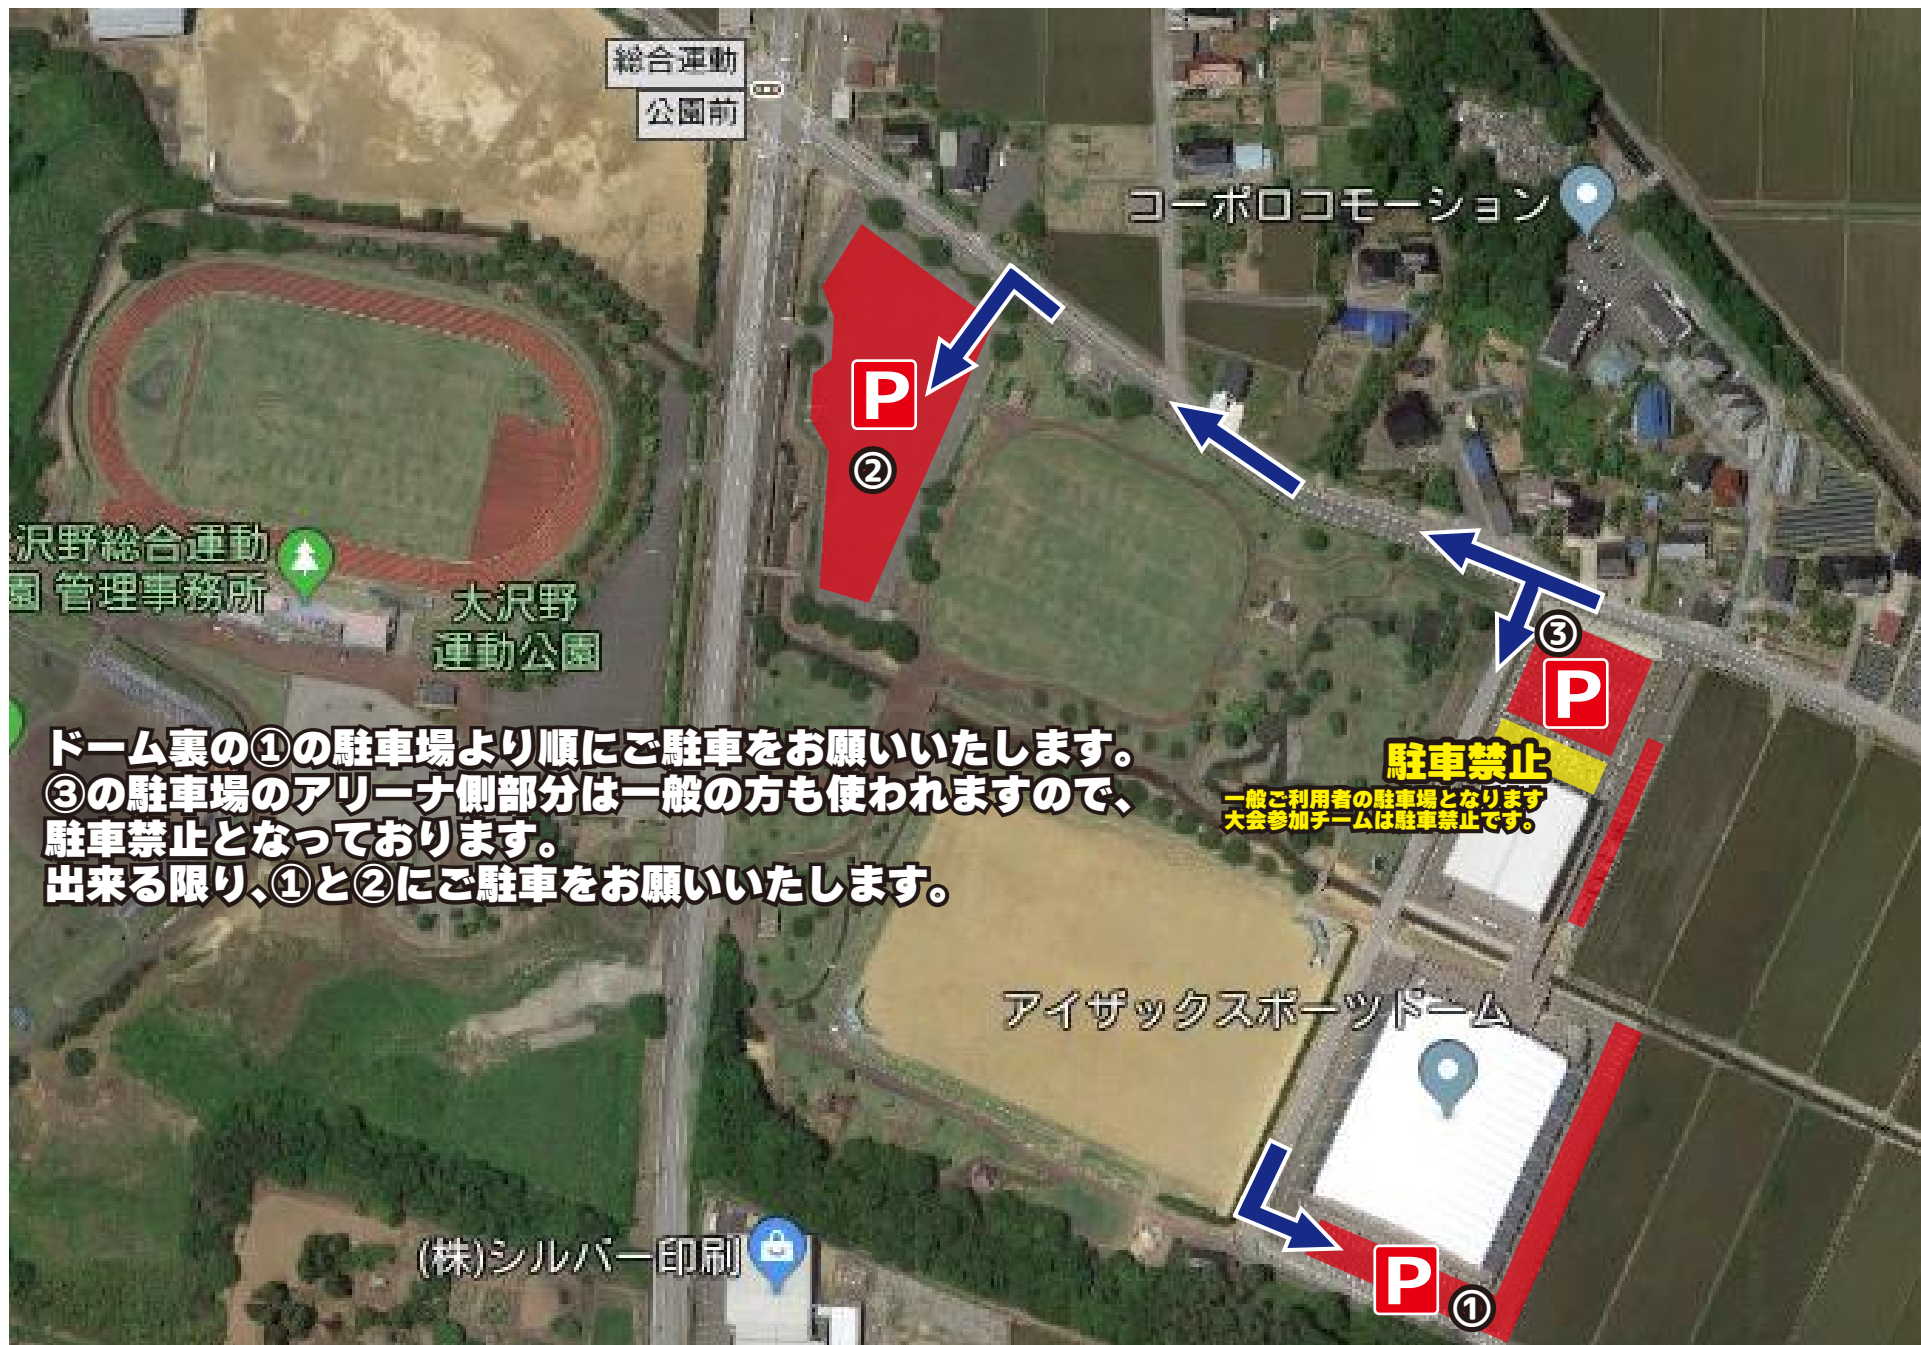 総合運動
公園前
コーポロコモーション
P
②
沢野総合運動
園 管理事務所
大沢野
運動公園
③
P
ドーム裏の①の駐車場より順にご駐車をお願いいたします。
③の駐車場のアリーナ側部分は一般の方も使われますので、
駐車禁止となっております。
出来る限り、①と②にご駐車をお願いいたします。
駐車禁止
一般ご利用者の駐車場となります
大会参加チームは駐車禁止です。
アイザックスポーツドーム
(株)シルバー印刷
P
①